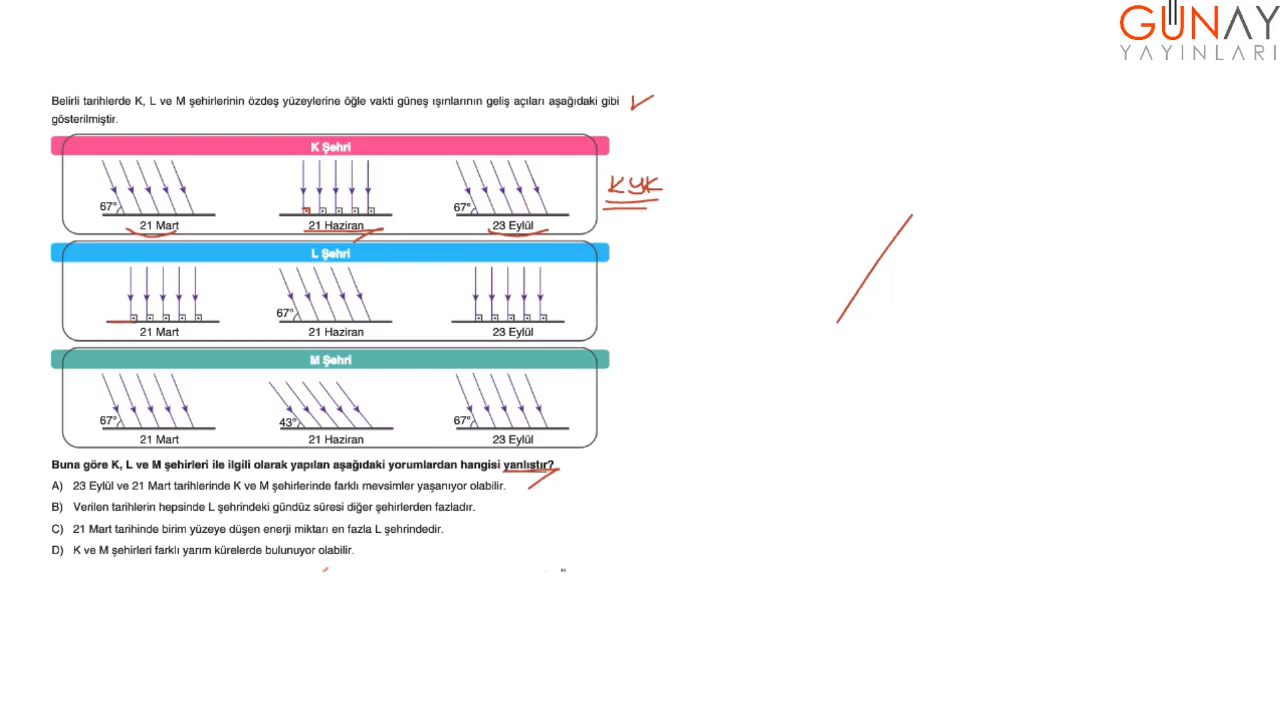 GÜNAY
YAYINLARI
Belirli tarihlerde K, L ve M şehirlerinin özdeş yüzeylerine öğle vakti güneş ışınlarının geliş açıları aşağıdaki gibi
gösterilmiştir.
K Şehri
KYK
67° 67°
21 Mart 21 Haziran 23 Eylül
L Şehri
67°
21 Mart 21 Haziran 23 Eylül
M Şehri
67° 43° 67°
21 Mart 21 Haziran 23 Eylül
Buna göre K, L ve M şehirleri ile ilgili olarak yapılan aşağıdaki yorumlardan hangisi yanlıştır?
A) 23 Eylül ve 21 Mart tarihlerinde K ve M şehirlerinde farklı mevsimler yaşanıyor olabilir.
B) Verilen tarihlerin hepsinde L şehrindeki gündüz süresi diğer şehirlerden fazladır.
C) 21 Mart tarihinde birim yüzeye düşen enerji miktarı en fazla L şehrindedir.
D) K ve M şehirleri farklı yarım kürelerde bulunuyor olabilir.